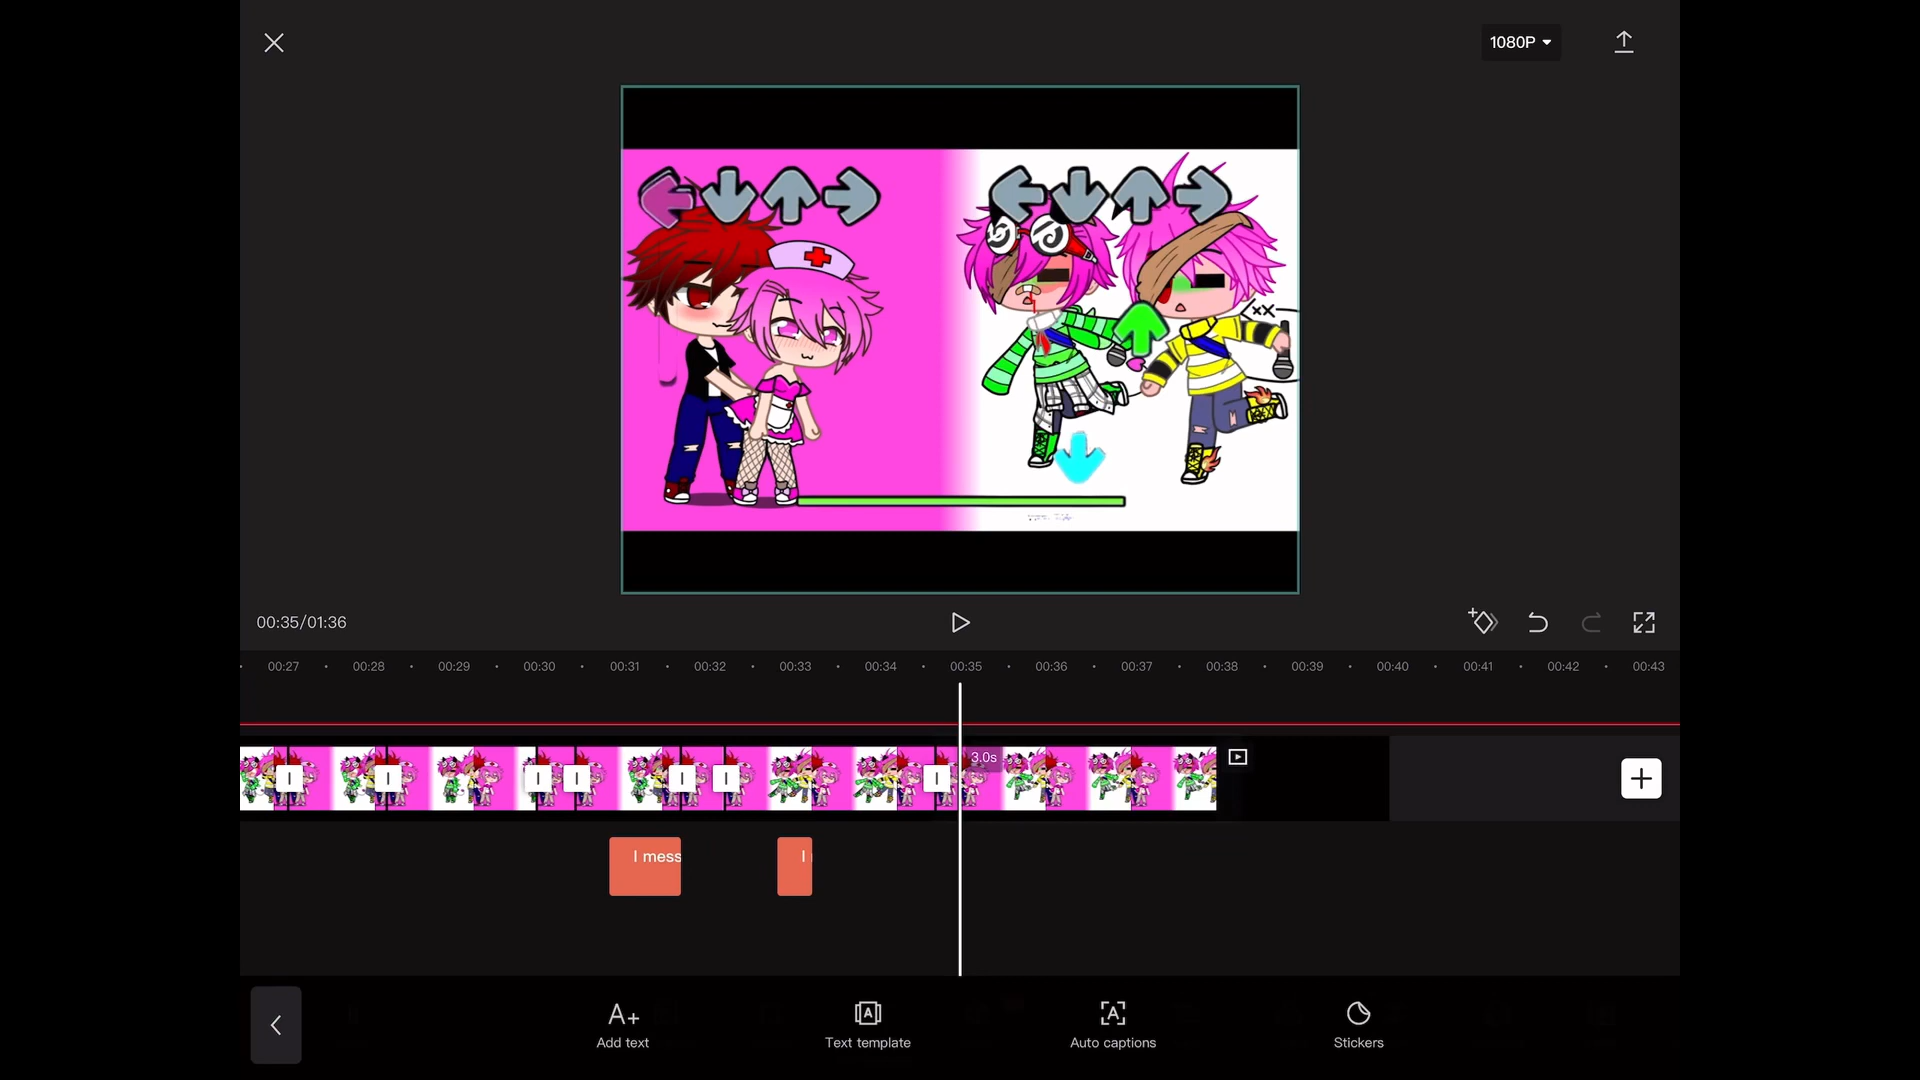 1080P
xx
00:35/01:36
00:27 00:28 00:29 00:30 00:31 00:32 00:33 00:34 00:35 00:36 00:37 00:38 00:39 00:40 00:41 00:42 00:43
3.0s
I mess
I
A+
A
A
Add text
Text template
Auto captions
Stickers